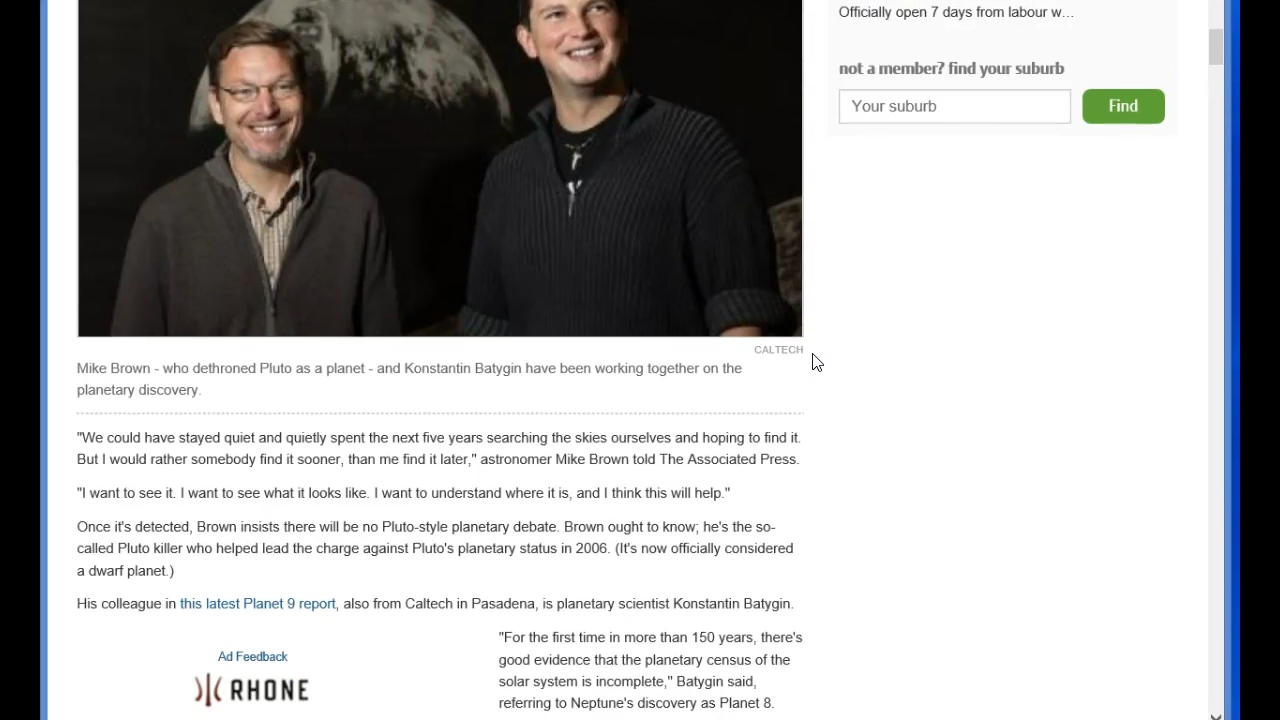 Officially open 7 days from labour w...
not a member? find your suburb
Your suburb
Find
CALTECH
Mike Brown - who dethroned Pluto as a planet - and Konstantin Batygin have been working together on the
planetary discovery.
"We could have stayed quiet and quietly spent the next five years searching the skies ourselves and hoping to find it.
But I would rather somebody find it sooner, than me find it later," astronomer Mike Brown told The Associated Press.
"I want to see it. I want to see what it looks like. I want to understand where it is, and I think this will help."
Once it's detected, Brown insists there will be no Pluto-style planetary debate. Brown ought to know; he's the so-
called Pluto killer who helped lead the charge against Pluto's planetary status in 2006. (It's now officially considered
a dwarf planet.)
His colleague in this latest Planet 9 report, also from Caltech in Pasadena, is planetary scientist Konstantin Batygin.
Ad Feedback
RHONE
"For the first time in more than 150 years, there's
good evidence that the planetary census of the
solar system is incomplete," Batygin said,
referring to Neptune's discovery as Planet 8.